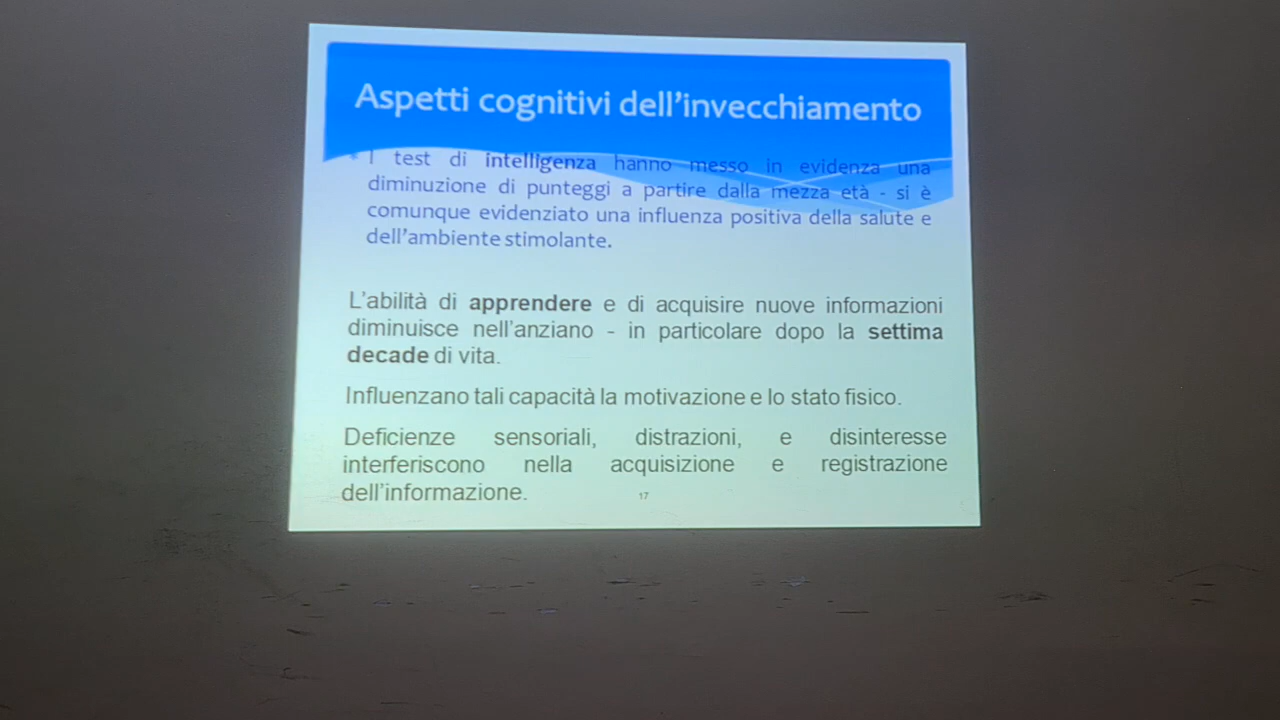 Aspetti cognitivi dell'invecchiamento
* I test di intelligenza hanno messo in evidenza una
diminuzione di punteggi a partire dalla mezza età - si è
comunque evidenziato una influenza positiva della salute e
dell'ambiente stimolante.
L'abilità di apprendere e di acquisire nuove informazioni
diminuisce nell'anziano - in particolare dopo la settima
decade di vita.
Influenzano tali capacità la motivazione e lo stato fisico.
Deficienze sensoriali, distrazioni, e disinteresse
interferiscono nella acquisizione e registrazione
dell'informazione.
17